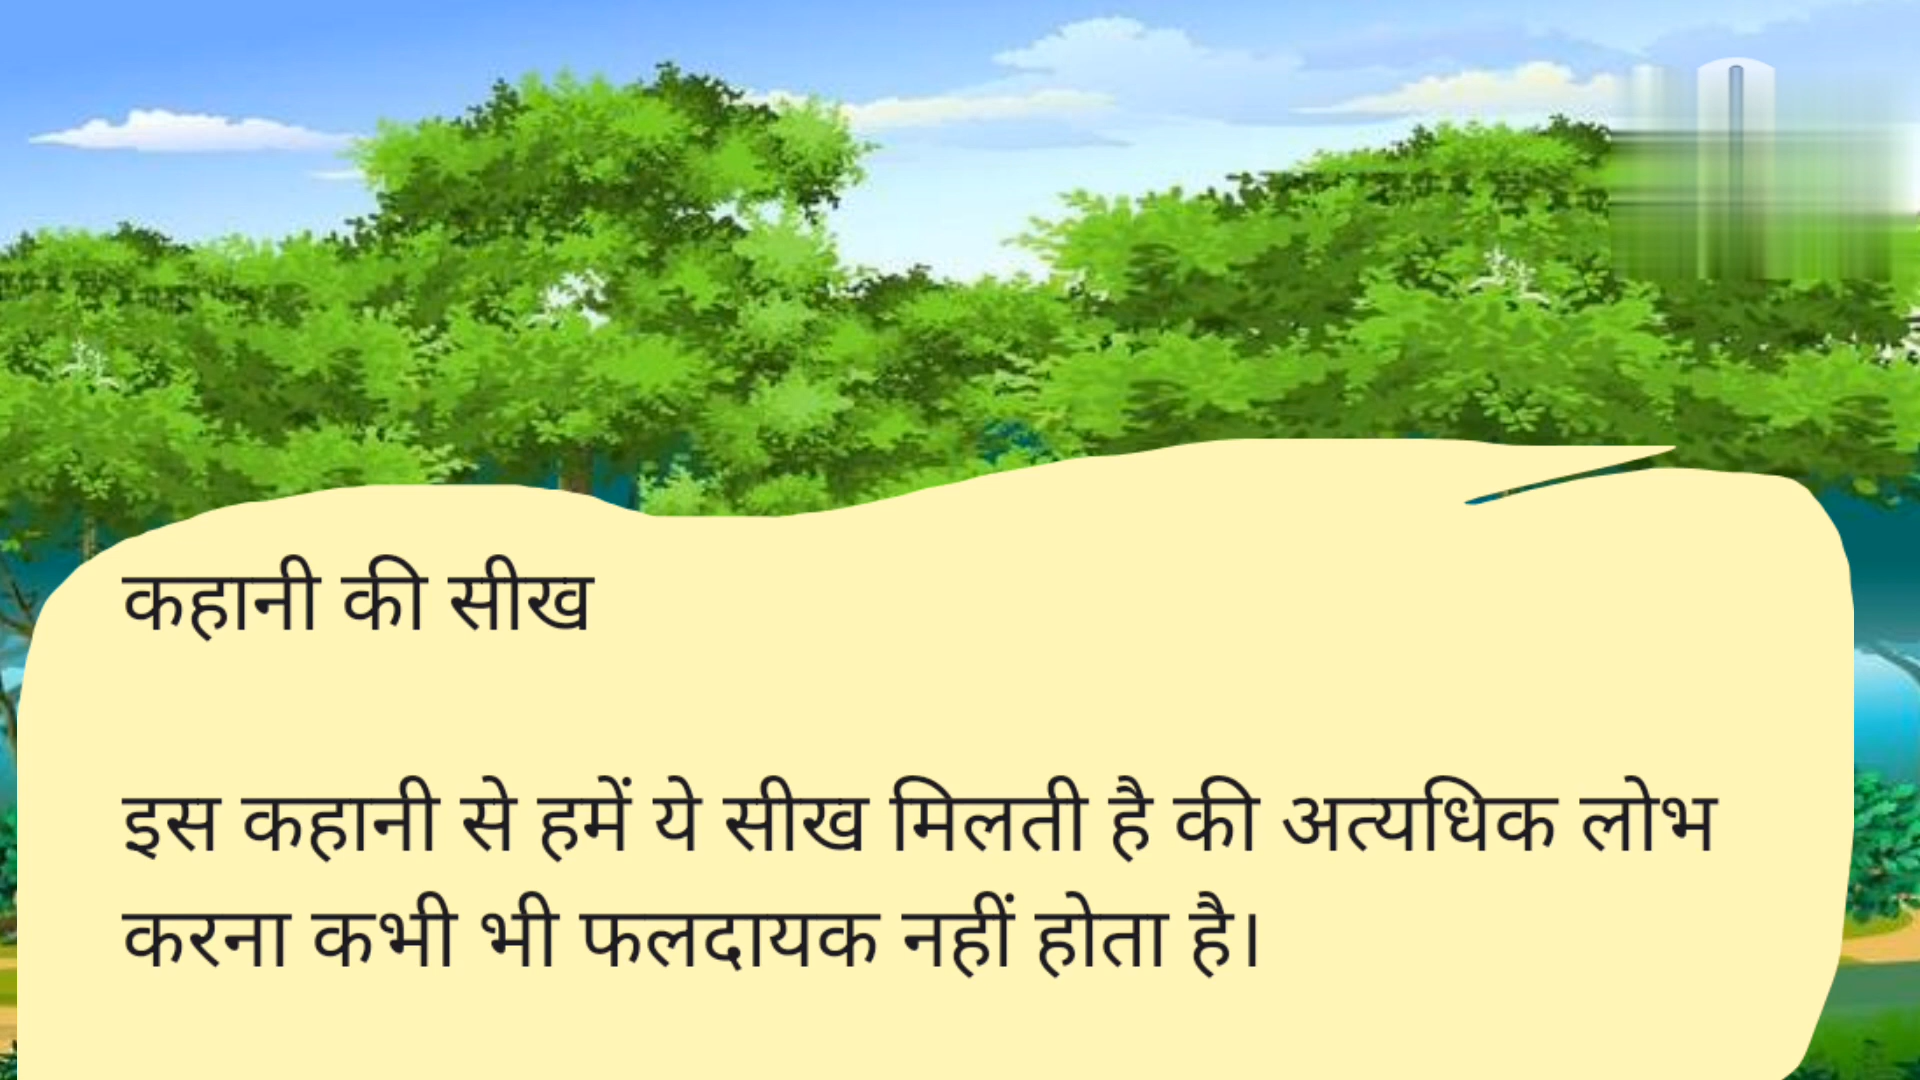 कहानी की सीख
इस कहानी से हमें ये सीख मिलती है की अत्यधिक लोभ
करना कभी भी फलदायक नहीं होता है।